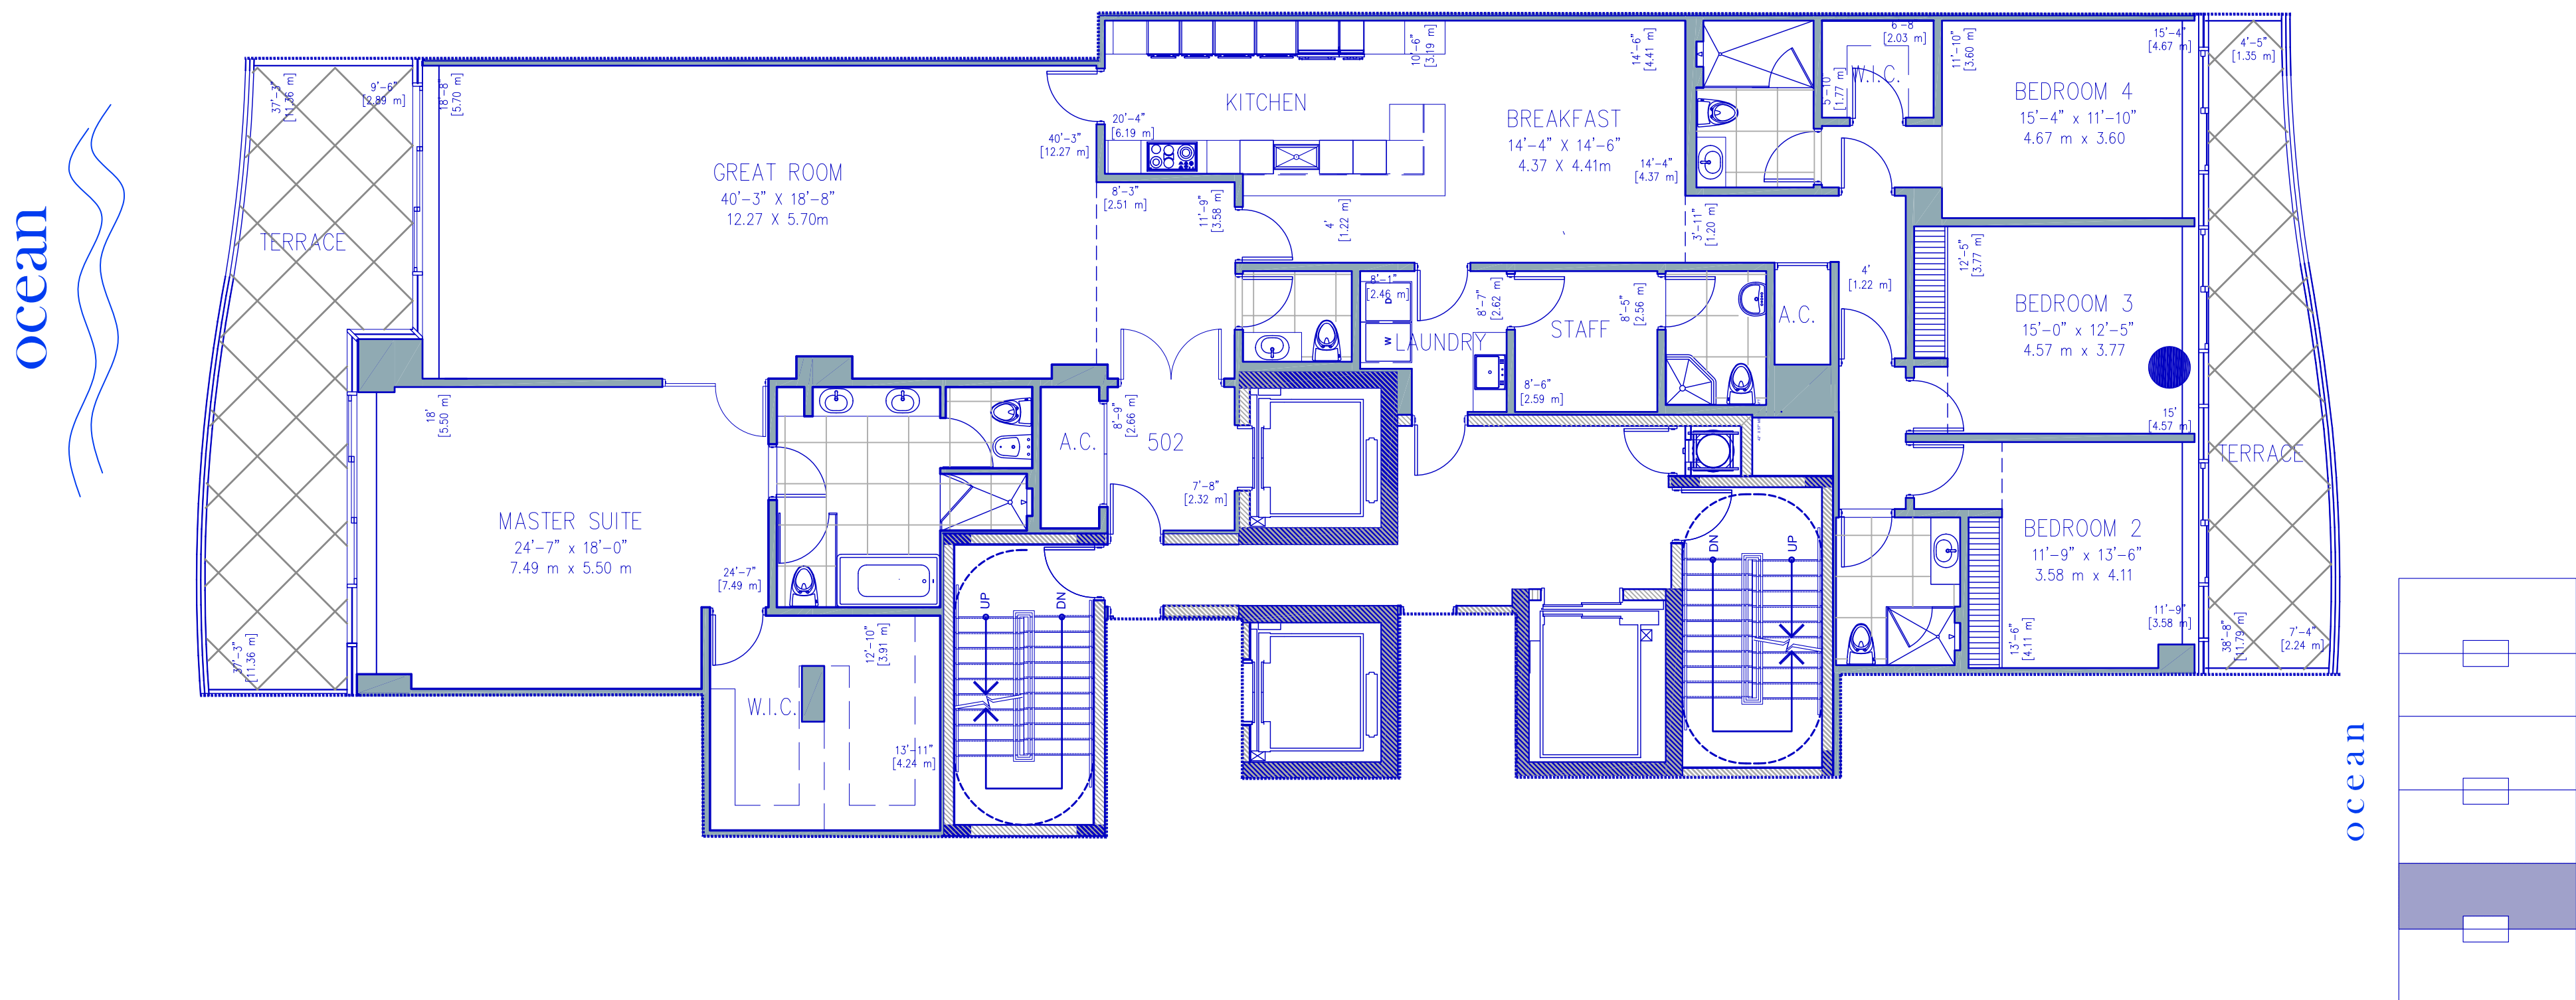 ocean
37'-3"
[11.36 m]
9'-6"
[2.89 m]
18'-8"
[5.70 m]
TERRACE
37'-3"
[11.36 m]
GREAT ROOM
40'-3" X 18'-8"
12.27 X 5.70m
40'-3"
[12.27 m]
20'-4"
[6.19 m]
KITCHEN
10'-6"
[3.19 m]
BREAKFAST
14'-4" X 14'-6"
4.37 X 4.41m
14'-6"
[4.41 m]
14'-4"
[4.37 m]
8'-3"
[2.51 m]
11'-9"
[3.58 m]
4'
[1.22 m]
3'-11"
[1.20 m]
6'-8"
[2.03 m]
5'-10"
[1.77 m]
W.I.C.
11'-10"
[3.60 m]
BEDROOM 4
15'-4" x 11'-10"
4.67 m x 3.60
15'-4"
[4.67 m]
4'-5"
[1.35 m]
12'-5"
[3.77 m]
4'
[1.22 m]
BEDROOM 3
15'-0" x 12'-5"
4.57 m x 3.77
15'
[4.57 m]
TERRACE
8'-1"
[2.46 m]
D
W
LAUNDRY
8'-7"
[2.62 m]
STAFF
8'-5"
[2.56 m]
8'-6"
[2.59 m]
A.C.
18'
[5.50 m]
MASTER SUITE
24'-7" x 18'-0"
7.49 m x 5.50 m
24'-7"
[7.49 m]
A.C.
8'-9"
[2.66 m]
502
7'-8"
[2.32 m]
UP
DN
DN
UP
BEDROOM 2
11'-9" x 13'-6"
3.58 m x 4.11
11'-9"
[3.58 m]
13'-6"
[4.11 m]
38'-8"
[11.79 m]
7'-4"
[2.24 m]
12'-10"
[3.91 m]
W.I.C.
13'-11"
[4.24 m]
ocean